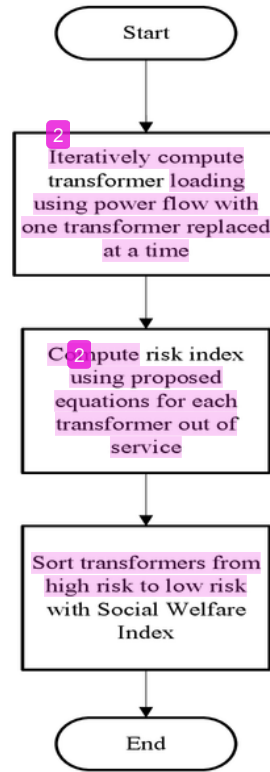 Start
2
Iteratively compute
transformer loading
using power flow with
one transformer replaced
at a time
2
Compute risk index
using proposed
equations for each
transformer out of
service
Sort transformers from
high risk to low risk
with Social Welfare
Index
End